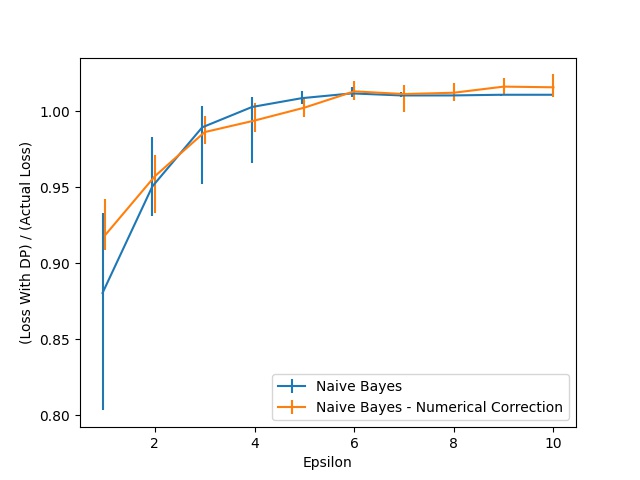 (Loss With DP) / (Actual Loss)
1.00
0.95
0.90
0.85
0.80
Naive Bayes
Naive Bayes - Numerical Correction
2 4 6 8 10
Epsilon